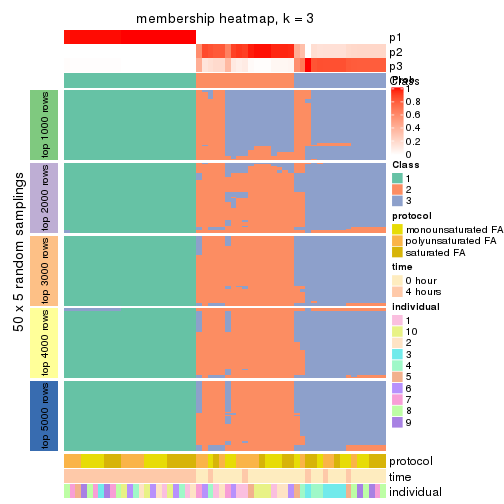 membership heatmap, k = 3
p1
p2
p3
Class
Prob
1
0.8
0.6
0.4
0.2
0
Class
1
2
3
protocol
monounsaturated FA
polyunsaturated FA
saturated FA
time
0 hour
4 hours
individual
1
10
2
3
4
5
6
7
8
9
50 x 5 random samplings
top 1000 rows
top 2000 rows
top 3000 rows
top 4000 rows
top 5000 rows
protocol
time
individual